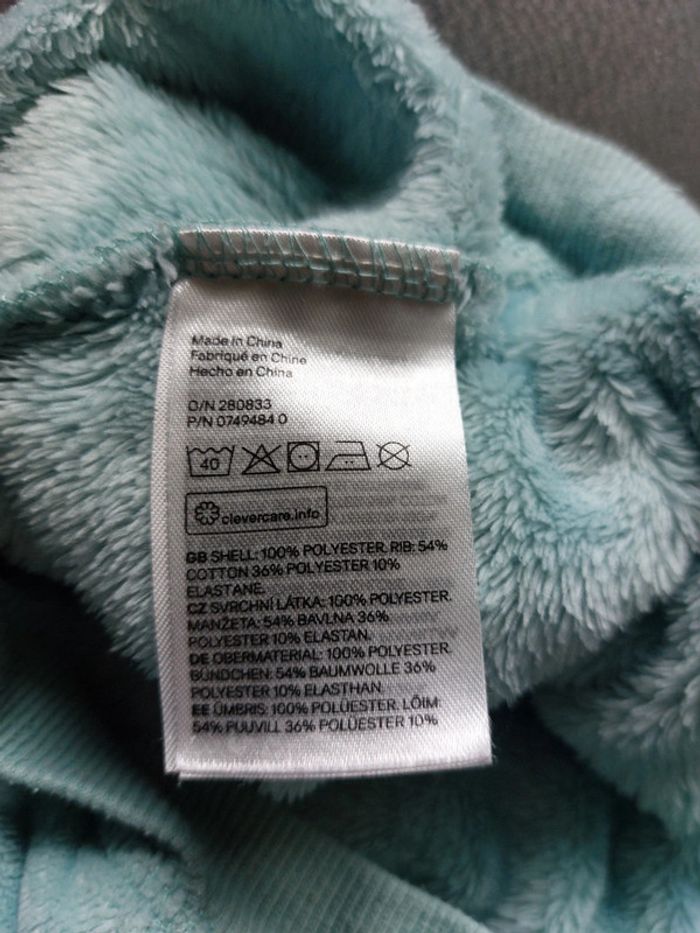 Made in China
Fabriqué en Chine
Hecho en China
O/N 280833
P/N 0749484 0
40
clevercare.info
GB SHELL: 100% POLYESTER. RIB: 54%
COTTON 36% POLYESTER 10%
ELASTANE.
CZ SVRCHNÍ LÁTKA: 100% POLYESTER.
MANŽETA: 54% BAVLNA 36%
POLYESTER 10% ELASTAN.
DE OBERMATERIAL: 100% POLYESTER.
BÜNDCHEN: 54% BAUMWOLLE 36%
POLYESTER 10% ELASTHAN.
EE ÜMBRIS: 100% POLÜESTER. LÕIM:
54% PUUVILL 36% POLÜESTER 10%